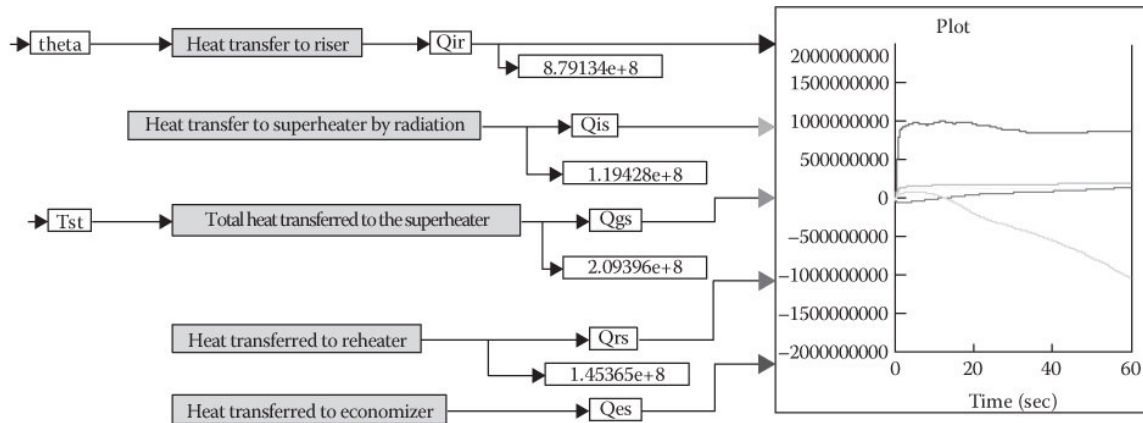 theta
Heat transfer to riser
Qir
8.79134e+8
Heat transfer to superheater by radiation
Qis
1.19428e+8
Tst
Total heat transferred to the superheater
Qgs
2.09396e+8
Heat transferred to reheater
Qrs
1.45365e+8
Heat transferred to economizer
Qes
Plot
2000000000
1500000000
1000000000
500000000
0
−500000000
−1000000000
−1500000000
−2000000000
0 20 40 60
Time (sec)